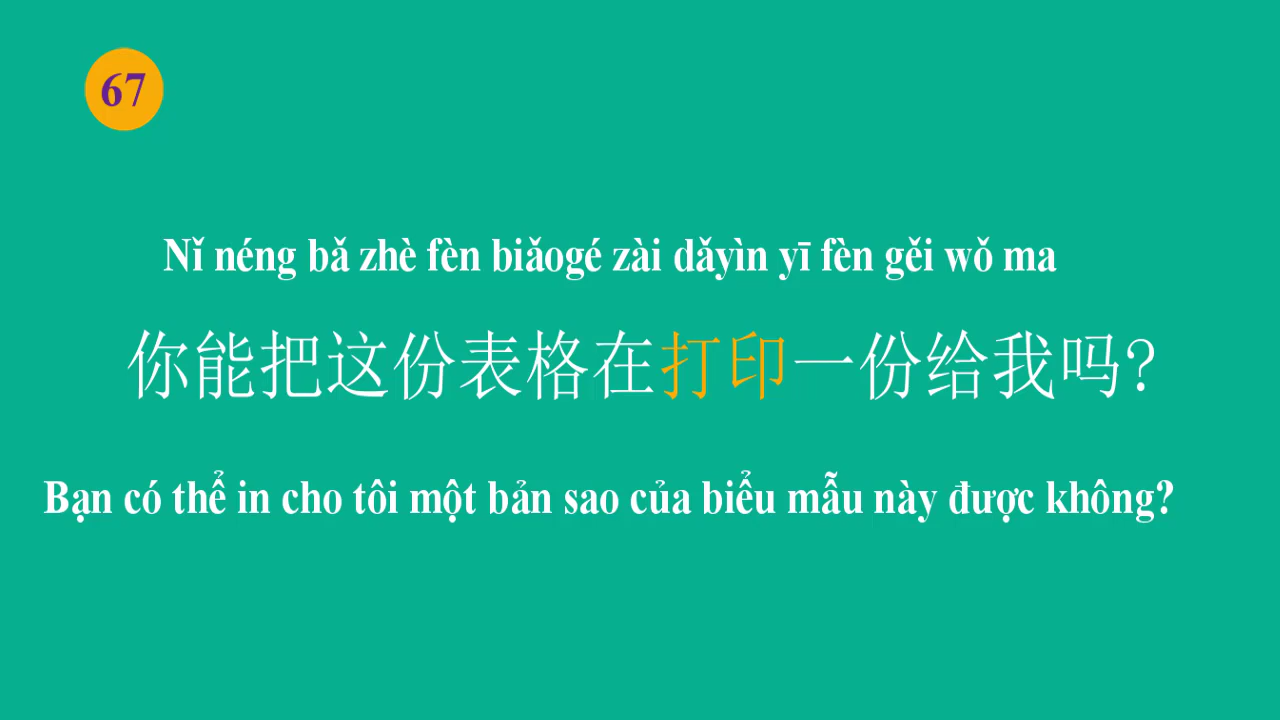 67
Nǐ néng bǎ zhè fèn biǎogé zài dǎyìn yī fèn gěi wǒ ma
你能把这份表格在打印一份给我吗?
Bạn có thể in cho tôi một bản sao của biểu mẫu này được không?